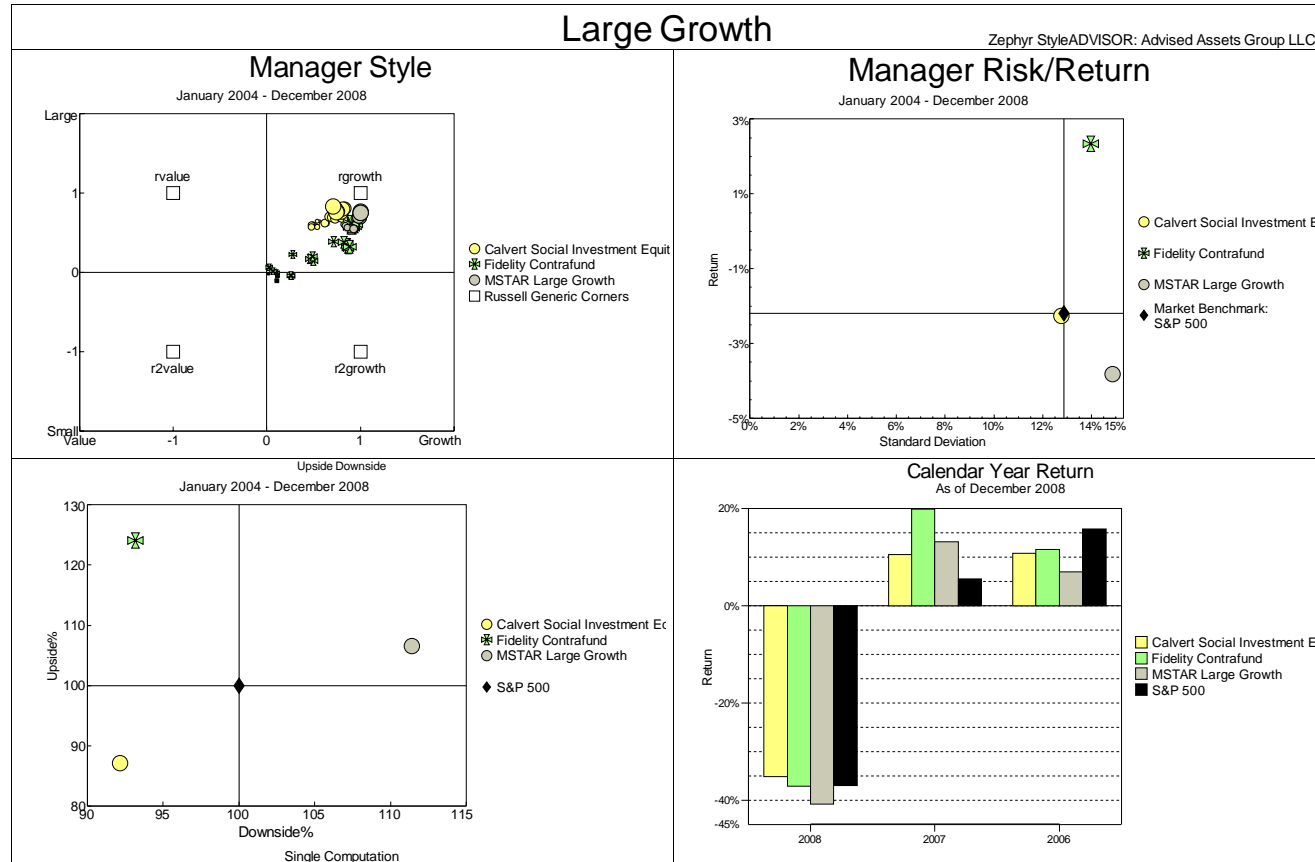 Large Growth
Zephyr StyleADVISOR: Advised Assets Group LLC
Manager Style
January 2004 - December 2008
Large
rvalue
rgrowth
1
0
-1
r2value
r2growth
Small
Value
-1
0
1
Growth
Calvert Social Investment Equit
Fidelity Contrafund
MSTAR Large Growth
Russell Generic Corners
Manager Risk/Return
January 2004 - December 2008
Return
3%
1%
-1%
-3%
-5%
0%
2%
4%
6%
8%
10%
12%
14%
15%
Standard Deviation
Calvert Social Investment E
Fidelity Contrafund
MSTAR Large Growth
Market Benchmark:
S&P 500
Upside Downside
January 2004 - December 2008
Upside%
130
120
110
100
90
80
90
95
100
105
110
115
Downside%
Single Computation
Calvert Social Investment Ec
Fidelity Contrafund
MSTAR Large Growth
S&P 500
Calendar Year Return
As of December 2008
Return
20%
0%
-20%
-40%
-45%
2008
2007
2006
Calvert Social Investment E
Fidelity Contrafund
MSTAR Large Growth
S&P 500